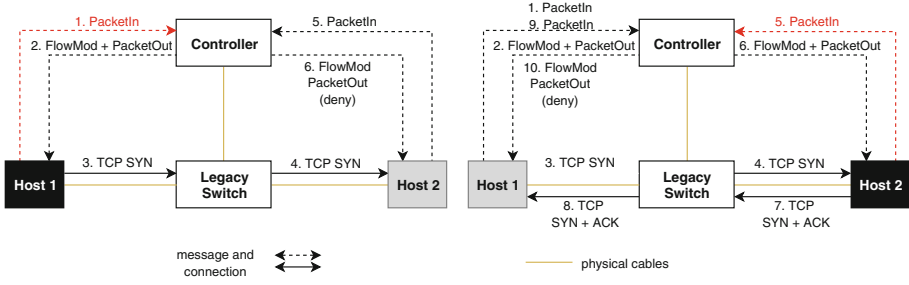 1. PacketIn
2. FlowMod + PacketOut
Controller
5. PacketIn
6. FlowMod
PacketOut
(deny)
3. TCP SYN
4. TCP SYN
Host 1
Legacy
Switch
Host 2
1. PacketIn
9. PacketIn
2. FlowMod + PacketOut
10. FlowMod
PacketOut
(deny)
Controller
5. PacketIn
6. FlowMod + PacketOut
3. TCP SYN
4. TCP SYN
Host 1
Legacy
Switch
Host 2
8. TCP
SYN + ACK
7. TCP
SYN + ACK
message and
connection
physical cables